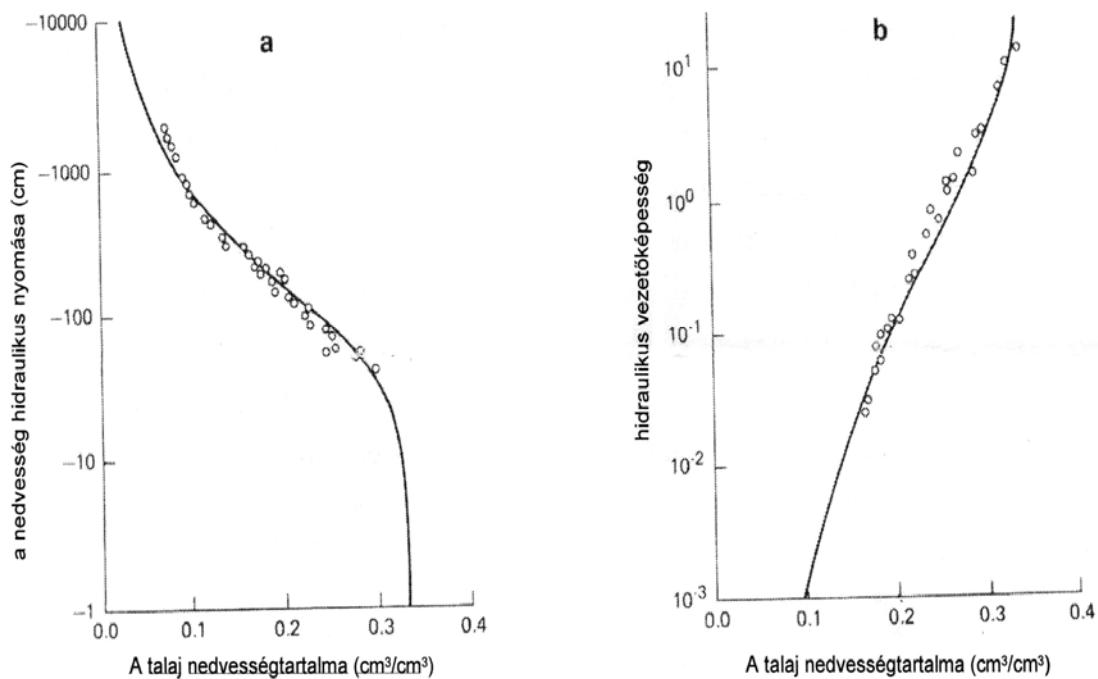 a
a nedvesség hidraulikus nyomása (cm)
−10000
−1000
−100
−10
−1
0.0 0.1 0.2 0.3 0.4
A talaj nedvességtartalma (cm³/cm³)
b
hidraulikus vezetőképesség
10¹
10⁰
10⁻¹
10⁻²
10⁻³
0.0 0.1 0.2 0.3 0.4
A talaj nedvességtartalma (cm³/cm³)